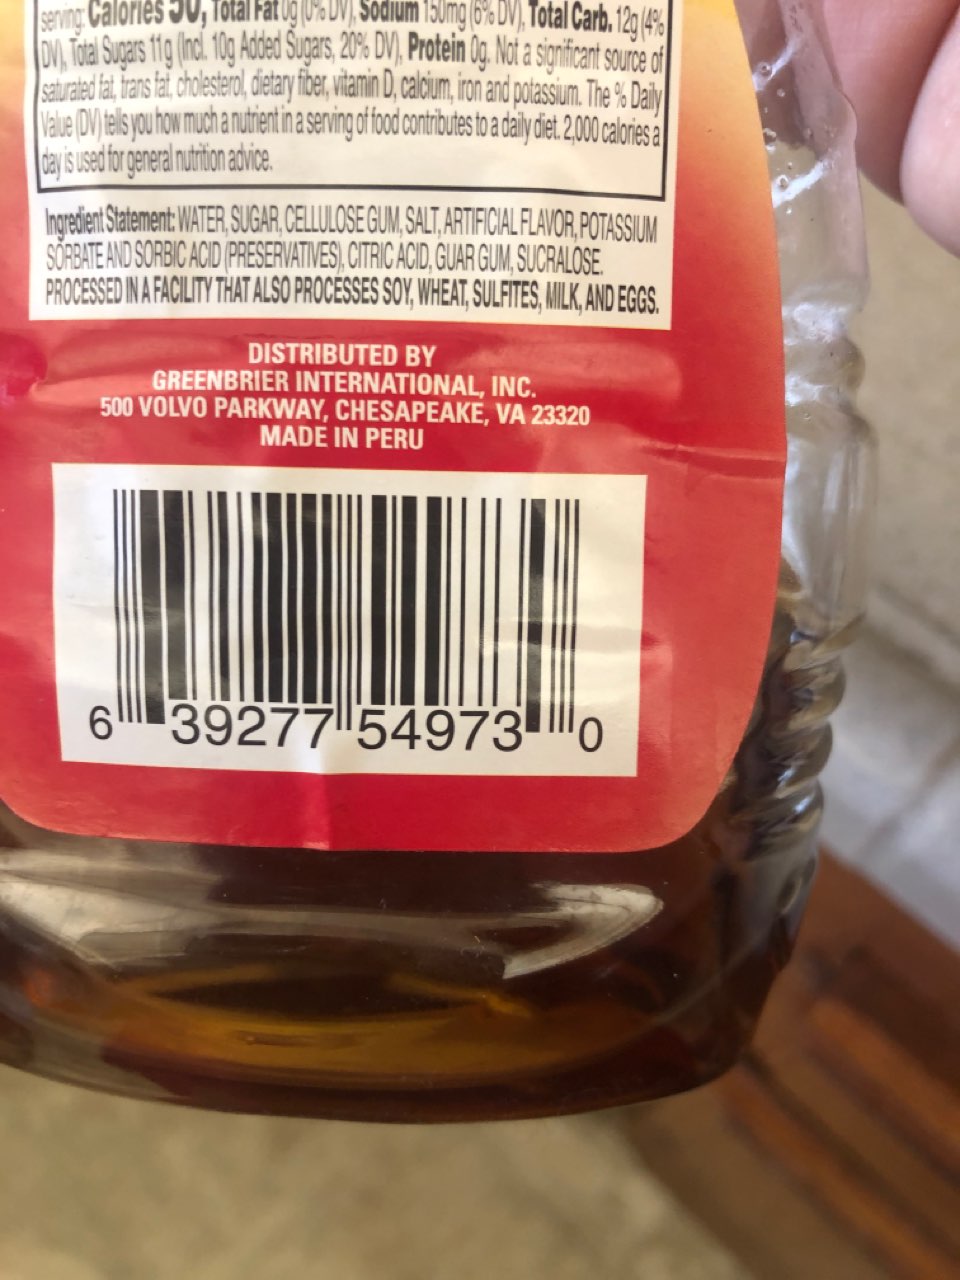 serving: Calories 50, Total Fat 0g (0% DV), Sodium 150mg (6% DV), Total Carb. 12g (4%
DV), Total Sugars 11g (Incl. 10g Added Sugars, 20% DV), Protein 0g. Not a significant source of
saturated fat, trans fat, cholesterol, dietary fiber, vitamin D, calcium, iron and potassium. The % Daily
Value (DV) tells you how much a nutrient in a serving of food contributes to a daily diet. 2,000 calories a
day is used for general nutrition advice.
Ingredient Statement: WATER, SUGAR, CELLULOSE GUM, SALT, ARTIFICIAL FLAVOR, POTASSIUM
SORBATE AND SORBIC ACID (PRESERVATIVES), CITRIC ACID, GUAR GUM, SUCRALOSE.
PROCESSED IN A FACILITY THAT ALSO PROCESSES SOY, WHEAT, SULFITES, MILK, AND EGGS.
DISTRIBUTED BY
GREENBRIER INTERNATIONAL, INC.
500 VOLVO PARKWAY, CHESAPEAKE, VA 23320
MADE IN PERU
6 39277 54973 0